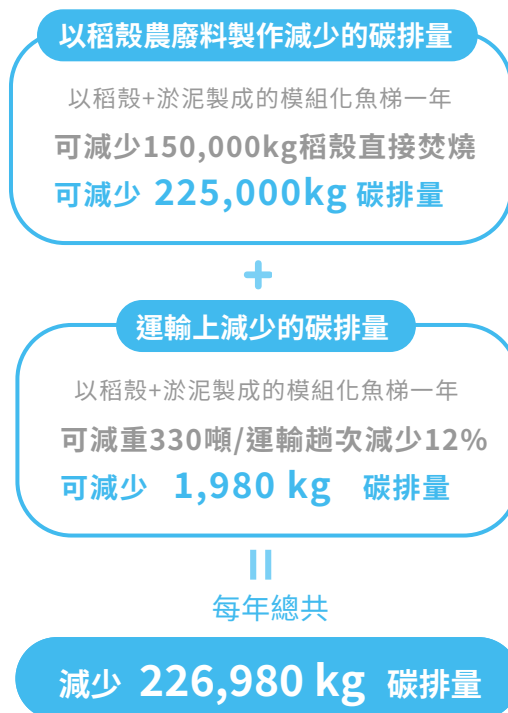 以稻殼農廢料製作減少的碳排量
以稻殼+淤泥製成的模組化魚梯一年
可減少150,000kg稻殼直接焚燒
可減少 225,000kg 碳排量
+
運輸上減少的碳排量
以稻殼+淤泥製成的模組化魚梯一年
可減重330噸/運輸趟次減少12%
可減少 1,980 kg 碳排量
=
每年總共
減少 226,980 kg 碳排量